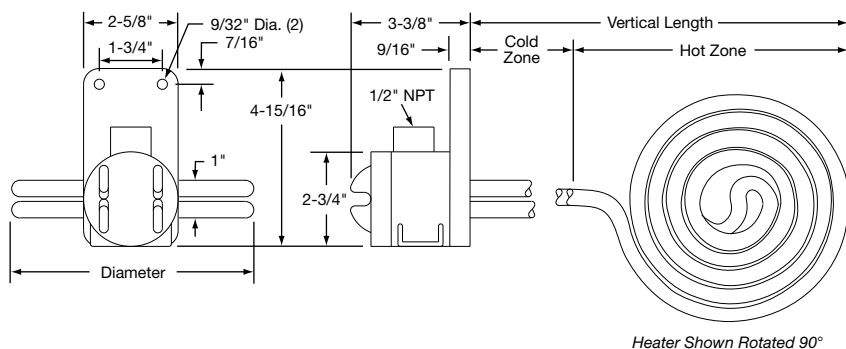 2-5/8"
9/32" Dia. (2)
1-3/4"
7/16"
3-3/8"
Vertical Length
9/16"
Cold
Zone
Hot Zone
4-15/16"
1/2" NPT
1"
2-3/4"
Diameter
Heater Shown Rotated 90°